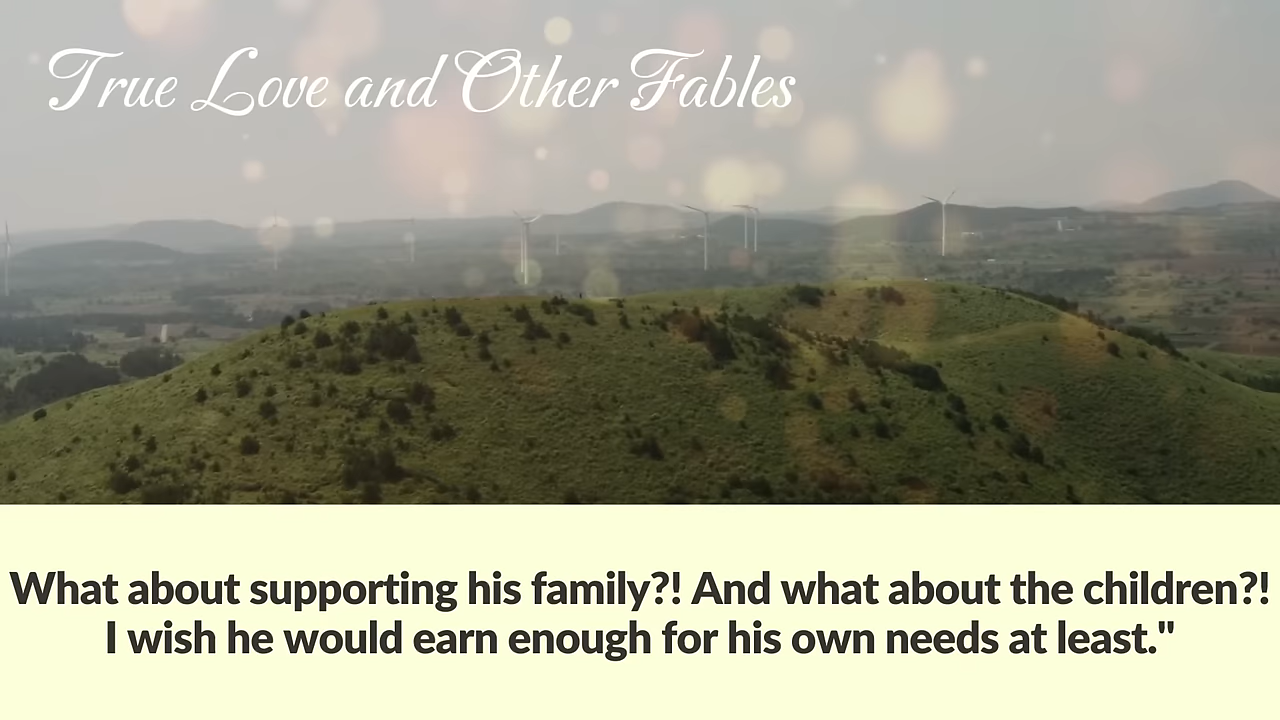 True Love and Other Fables
What about supporting his family?! And what about the children?!
I wish he would earn enough for his own needs at least."